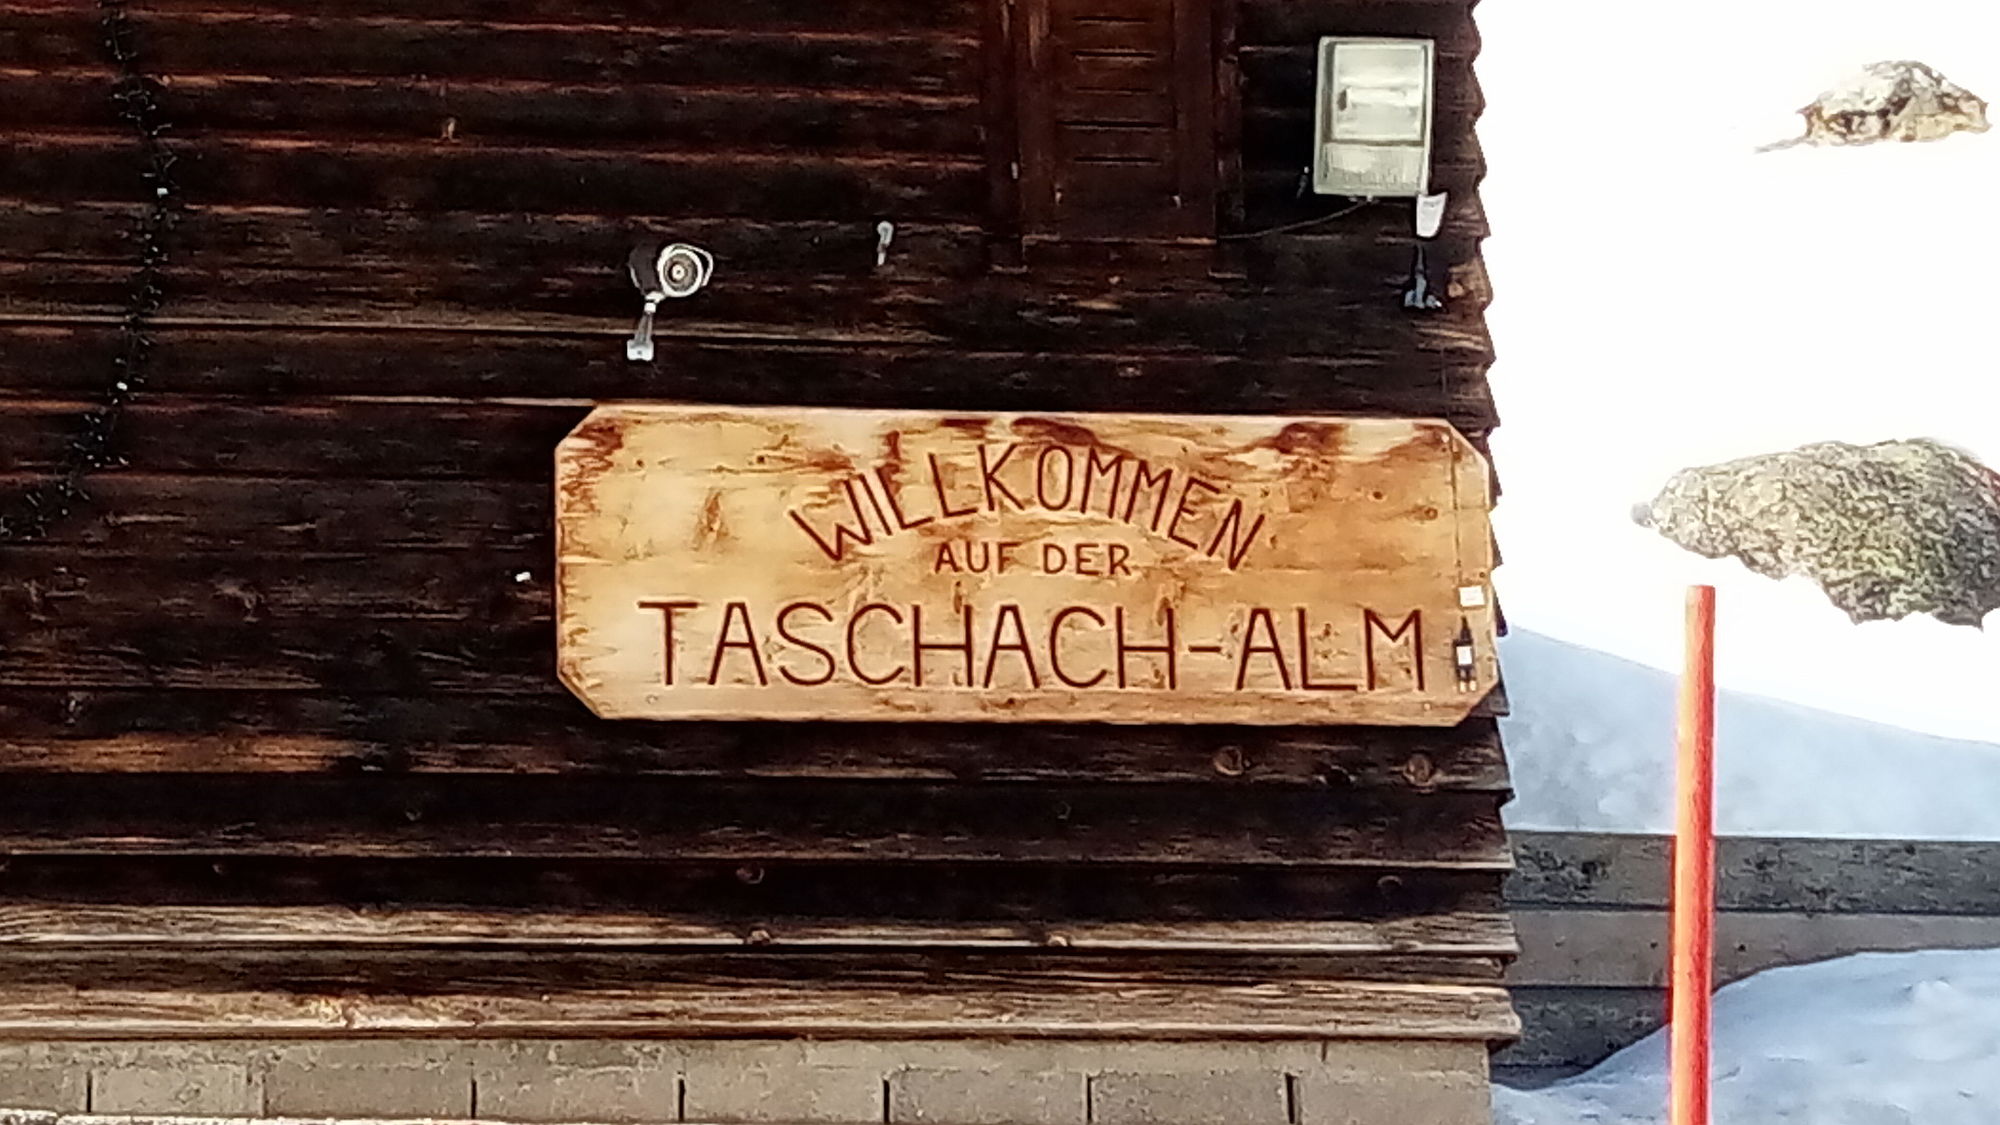 WILLKOMMEN
AUF DER
TASCHACH-ALM